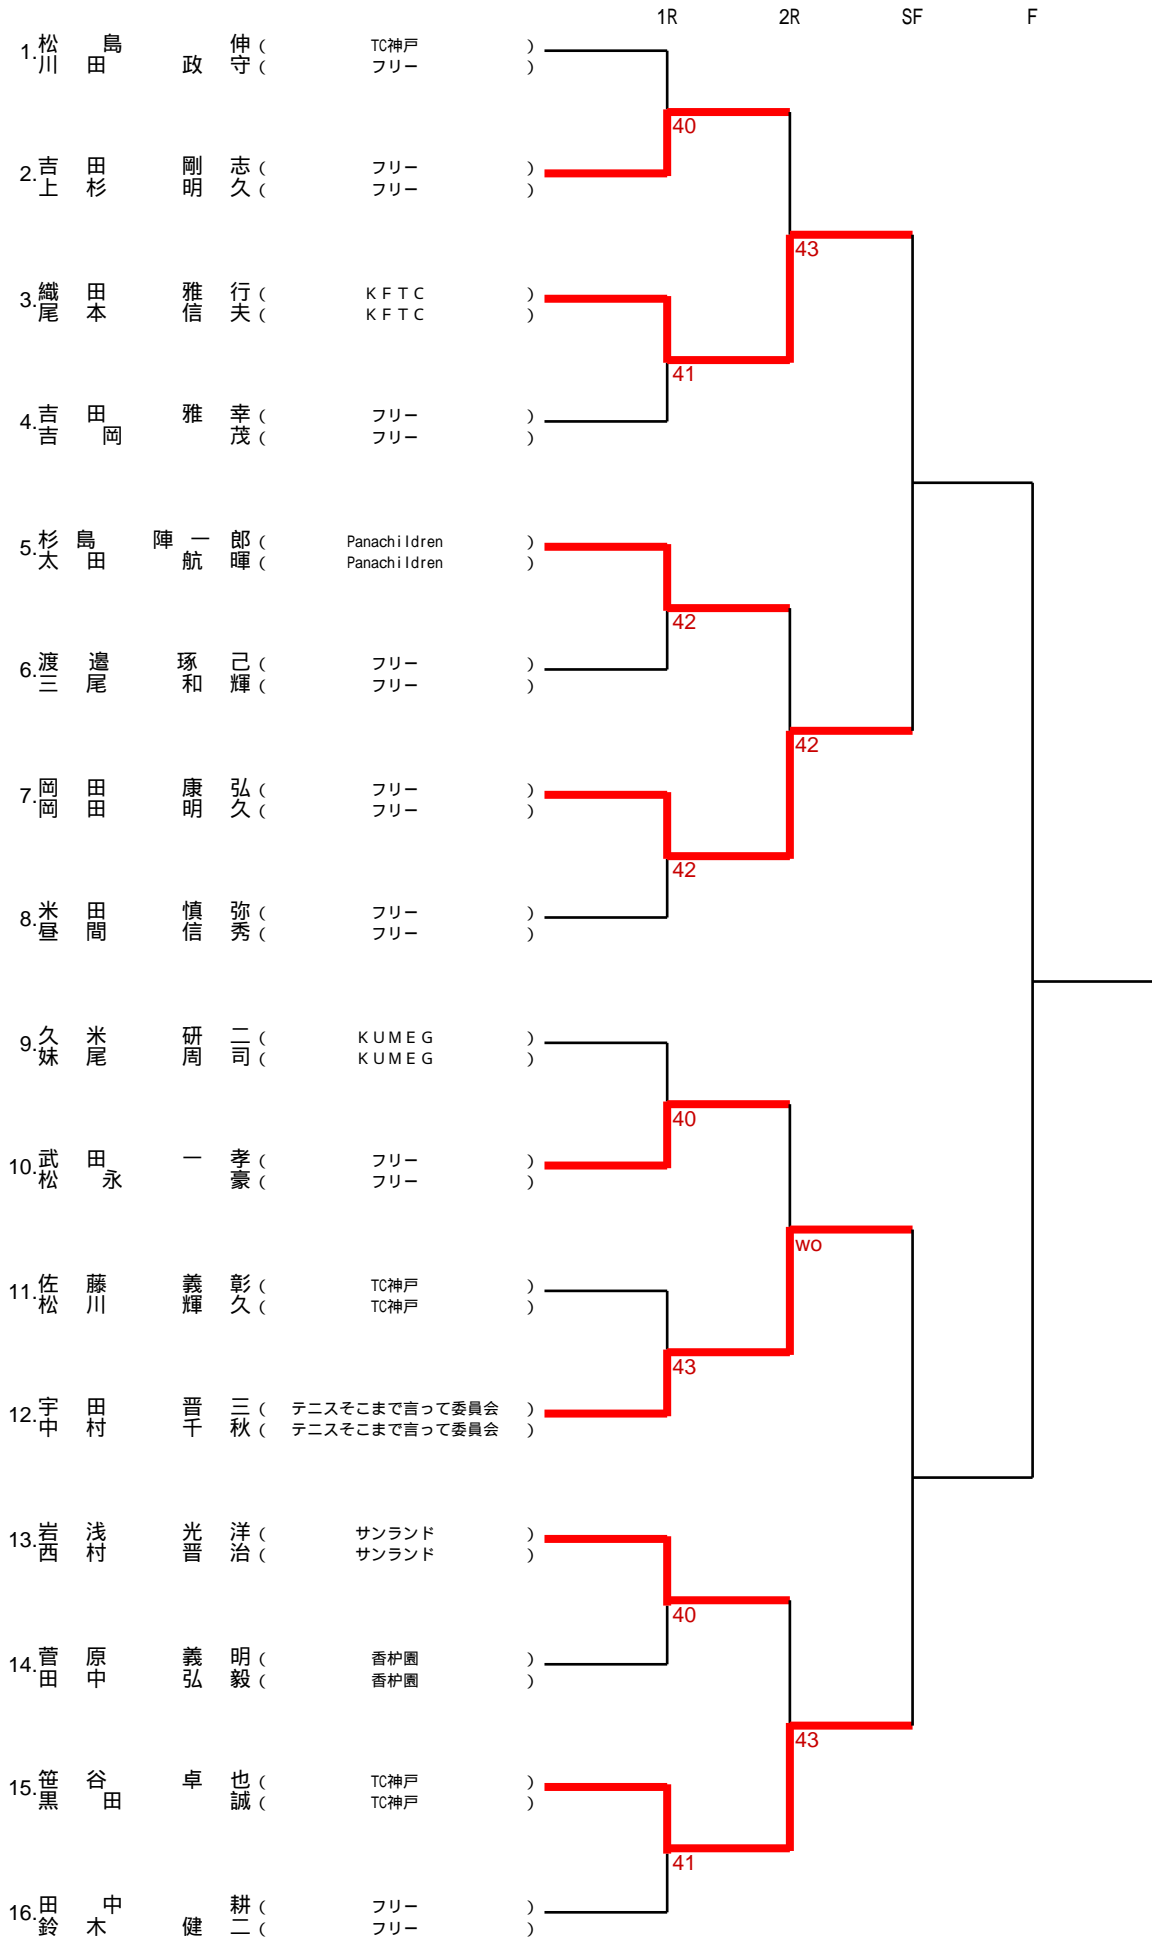 1R 2R SF F
1. 松島 伸 ( TC神戸 )
川田 政守 ( フリー )
40
2. 吉田 剛志 ( フリー )
上杉 明久 ( フリー )
43
3. 織田 雅行 ( KFTC )
尾本 信夫 ( KFTC )
41
4. 吉田 雅幸 ( フリー )
吉岡 茂 ( フリー )
5. 杉島 陣一郎 ( Panachildren )
太田 航暉 ( Panachildren )
42
6. 渡邉 琢己 ( フリー )
三尾 和輝 ( フリー )
42
7. 岡田 康弘 ( フリー )
岡田 明久 ( フリー )
42
8. 米田 慎弥 ( フリー )
昼間 信秀 ( フリー )
9. 久米 研二 ( KUMEG )
妹尾 周司 ( KUMEG )
40
10. 武田 一孝 ( フリー )
松永 豪 ( フリー )
wo
11. 佐藤 義彰 ( TC神戸 )
松川 輝久 ( TC神戸 )
43
12. 宇田 晋三 ( テニスそこまで言って委員会 )
中村 千秋 ( テニスそこまで言って委員会 )
13. 岩浅 光洋 ( サンランド )
西村 晋治 ( サンランド )
40
14. 菅原 義明 ( 香枦園 )
田中 弘毅 ( 香枦園 )
43
15. 笹谷 卓也 ( TC神戸 )
黒田 誠 ( TC神戸 )
41
16. 田中 耕 ( フリー )
鈴木 健二 ( フリー )